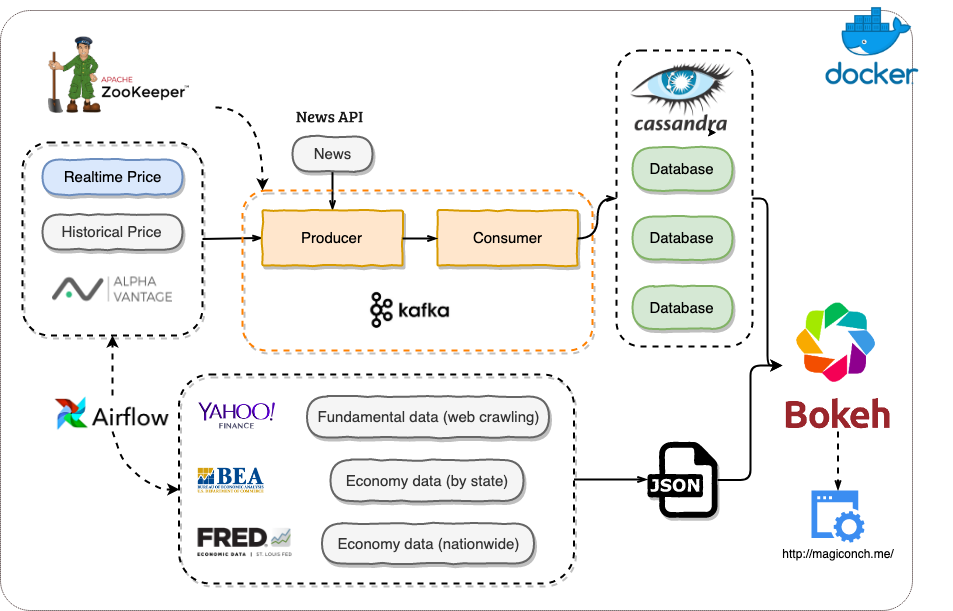 docker
APACHE
ZooKeeper™
News API
News
cassandra
Realtime Price
Historical Price
ALPHA
VANTAGE
Producer
Consumer
kafka
Database
Database
Database
Airflow
YAHOO!
FINANCE
Fundamental data (web crawling)
BEA
BUREAU OF ECONOMIC ANALYSIS
U.S. DEPARTMENT OF COMMERCE
Economy data (by state)
FRED
ECONOMIC DATA | ST. LOUIS FED
Economy data (nationwide)
JSON
Bokeh
http://magiconch.me/